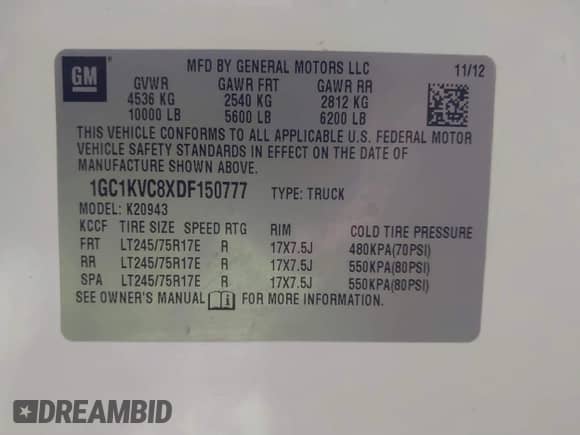 GM
MFD BY GENERAL MOTORS LLC 11/12
GVWR GAWR FRT GAWR RR
4536 KG 2540 KG 2812 KG
10000 LB 5600 LB 6200 LB
THIS VEHICLE CONFORMS TO ALL APPLICABLE U.S. FEDERAL MOTOR
VEHICLE SAFETY STANDARDS IN EFFECT ON THE DATE OF
MANUFACTURE SHOWN ABOVE.
1GC1KVC8XDF150777 TYPE: TRUCK
MODEL: K20943
KCCF TIRE SIZE SPEED RTG RIM COLD TIRE PRESSURE
FRT LT245/75R17E R 17X7.5J 480KPA(70PSI)
RR LT245/75R17E R 17X7.5J 550KPA(80PSI)
SPA LT245/75R17E R 17X7.5J 550KPA(80PSI)
SEE OWNER'S MANUAL FOR MORE INFORMATION.
DREAMBID